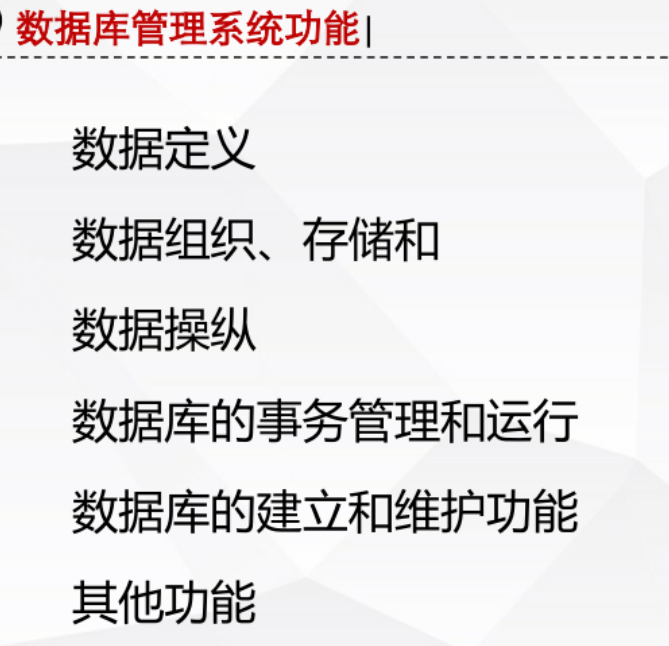 数据库管理系统功能|
数据定义
数据组织、存储和
数据操纵
数据库的事务管理和运行
数据库的建立和维护功能
其他功能